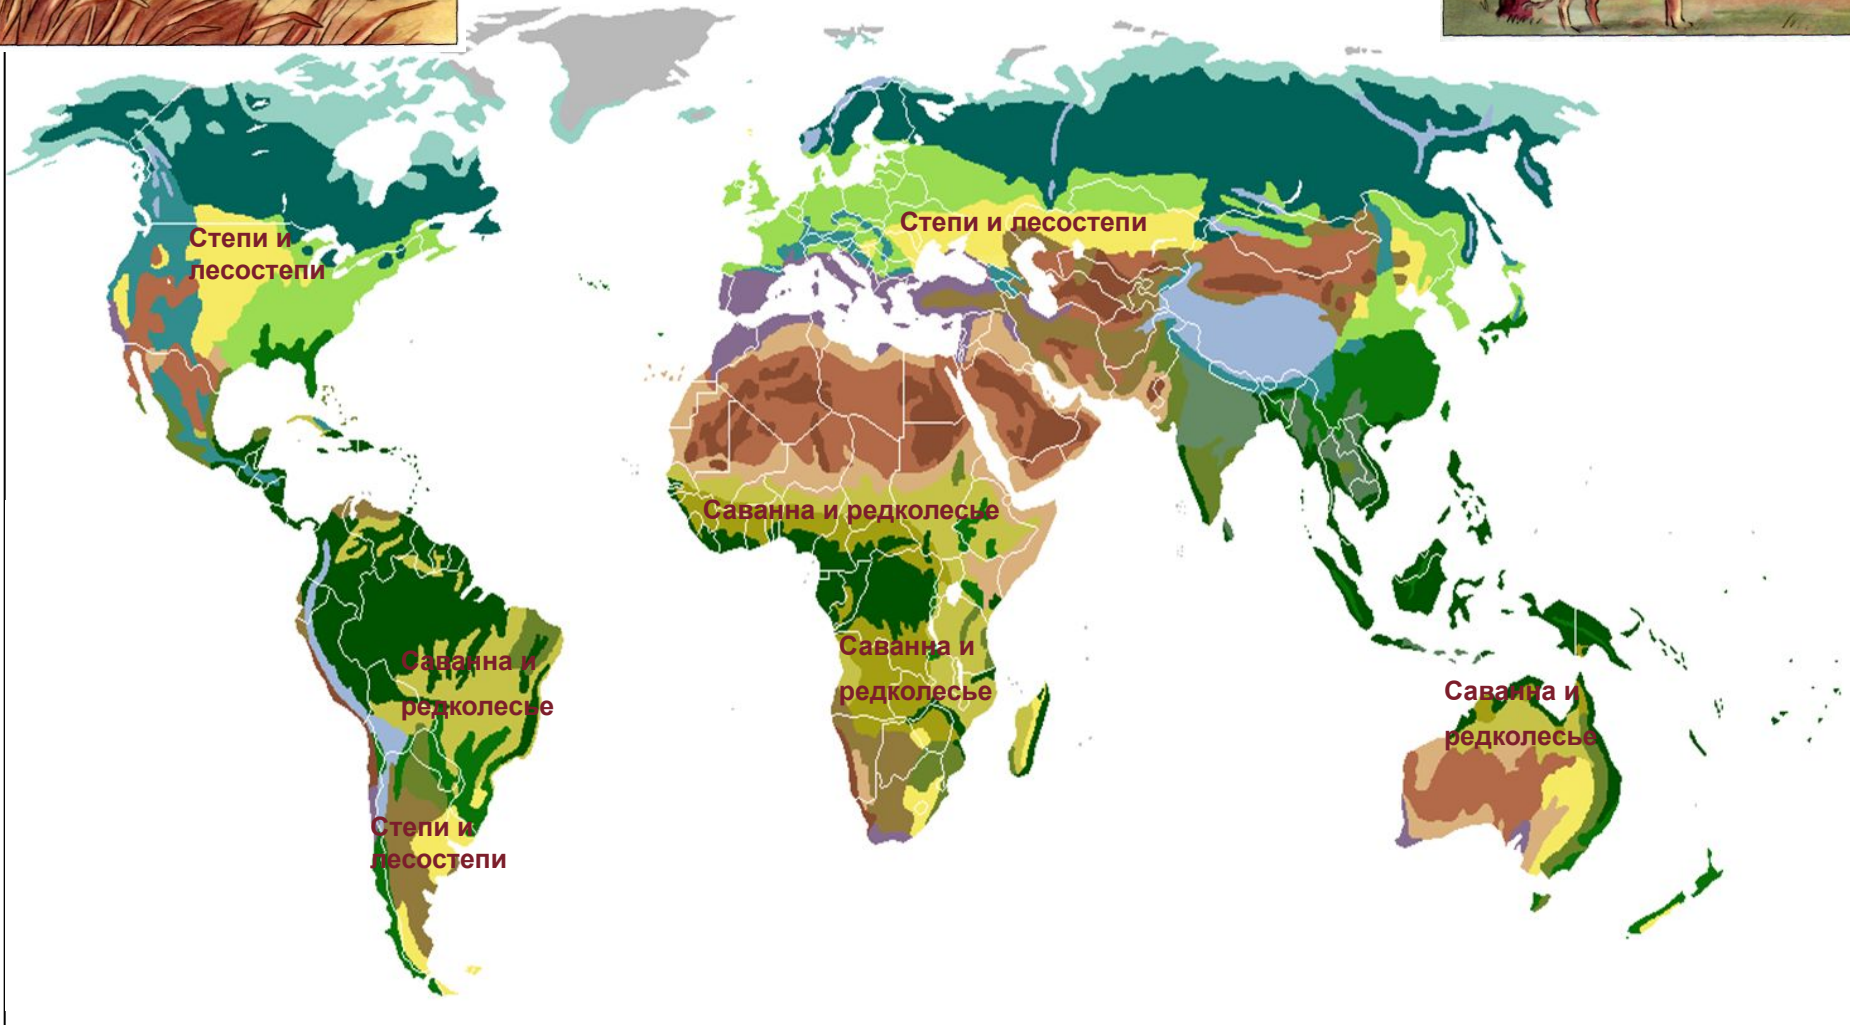 Степи и лесостепи
Степи и
лесостепи
Саванна и редколесье
Саванна и
редколесье
Саванна и
редколесье
Саванна и
редколесье
Степи и
лесостепи